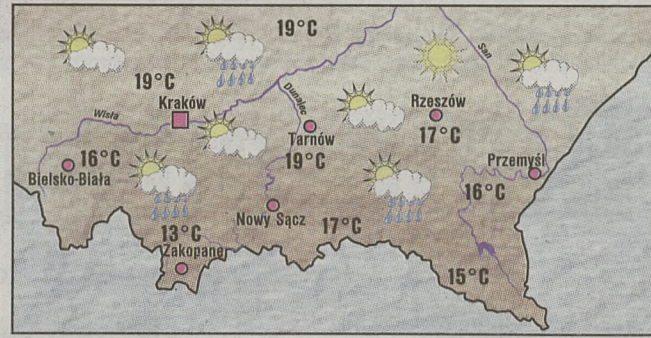 19°C
San
19°C
Kraków
Dunajec
Rzeszów
Wisła
17°C
Tarnów
19°C
16°C
Bielsko-Biała
Przemyśl
16°C
Nowy Sącz
17°C
13°C
Zakopane
15°C